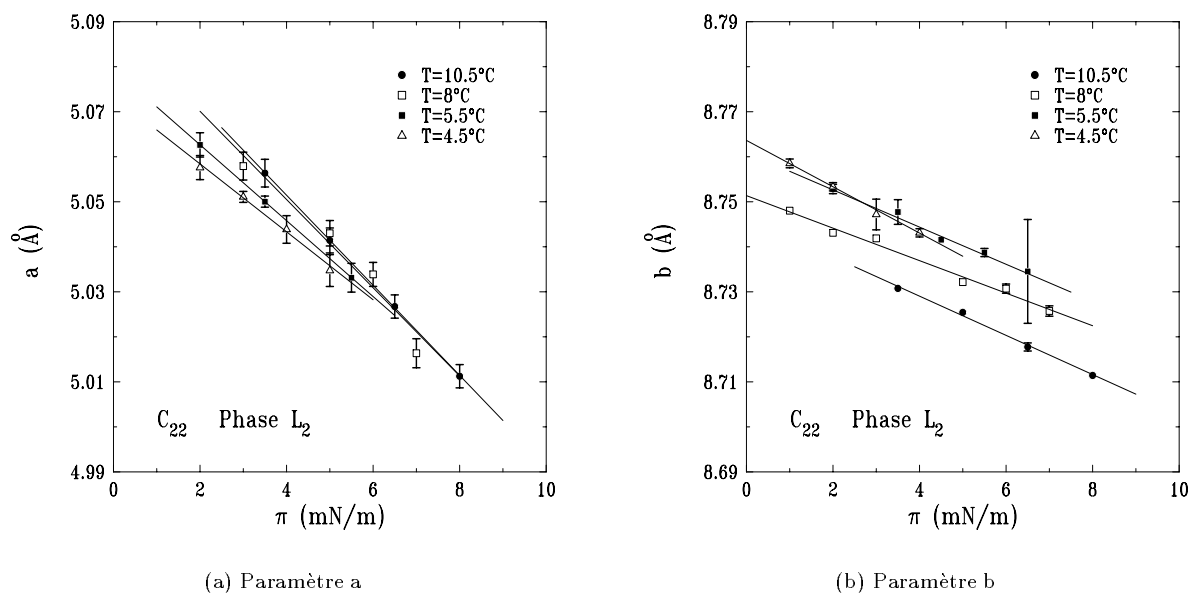 5.09
5.07
5.05
5.03
5.01
4.99
a (Å)
T=10.5°C
T=8°C
T=5.5°C
T=4.5°C
C22 Phase L2
0 2 4 6 8 10
π (mN/m)
(a) Paramètre a
8.79
8.77
8.75
8.73
8.71
8.69
b (Å)
T=10.5°C
T=8°C
T=5.5°C
T=4.5°C
C22 Phase L2
0 2 4 6 8 10
π (mN/m)
(b) Paramètre b